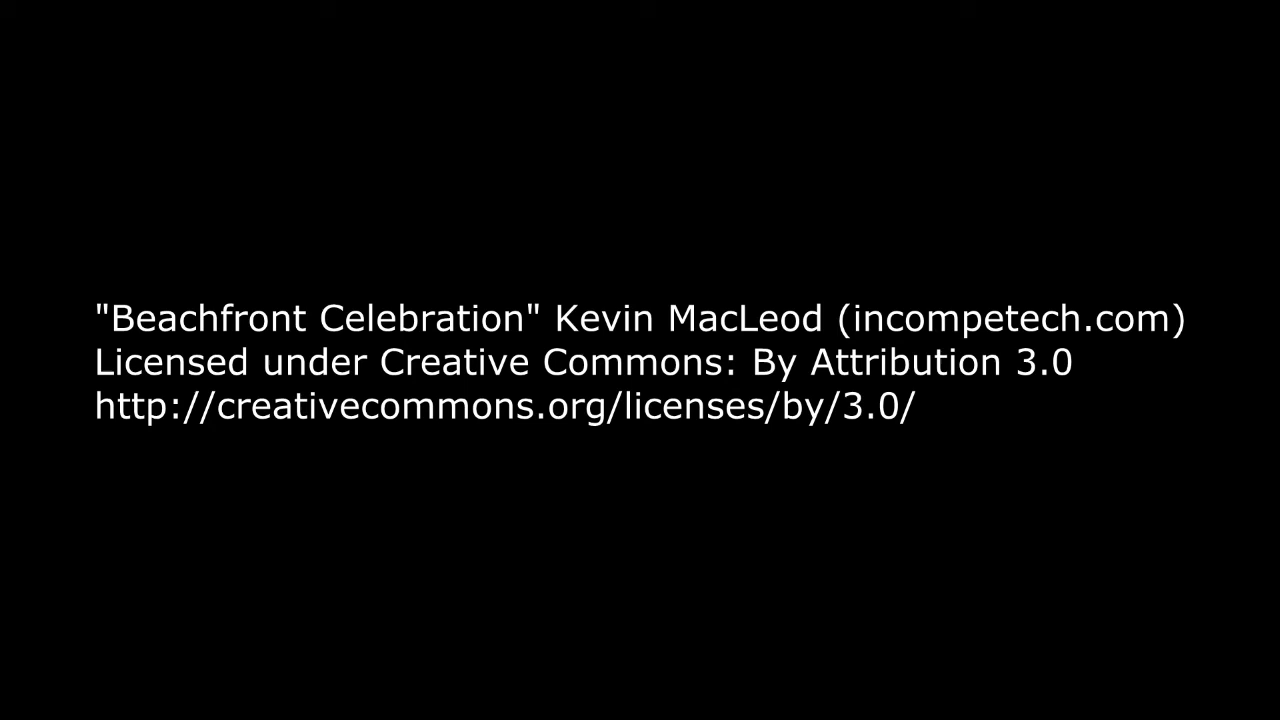 "Beachfront Celebration" Kevin MacLeod (incompetech.com)
Licensed under Creative Commons: By Attribution 3.0
http://creativecommons.org/licenses/by/3.0/